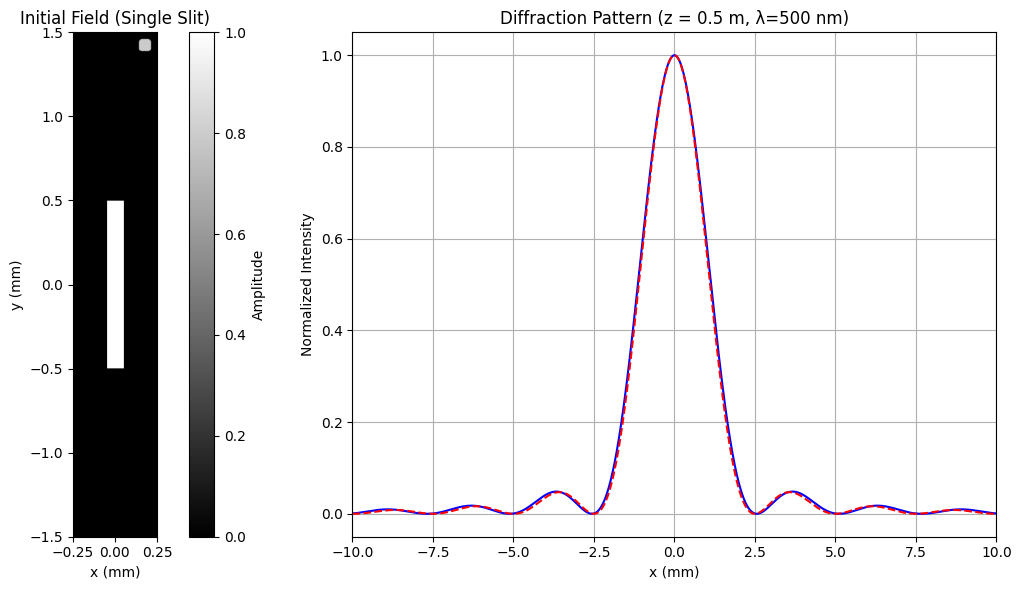 Initial Field (Single Slit)
1.5
1.0
0.5
0.0
−0.5
−1.0
−1.5
y (mm)
−0.25 0.00 0.25
x (mm)
1.0
0.8
0.6
0.4
0.2
0.0
Amplitude
Diffraction Pattern (z = 0.5 m, λ=500 nm)
1.0
0.8
0.6
0.4
0.2
0.0
Normalized Intensity
−10.0 −7.5 −5.0 −2.5 0.0 2.5 5.0 7.5 10.0
x (mm)